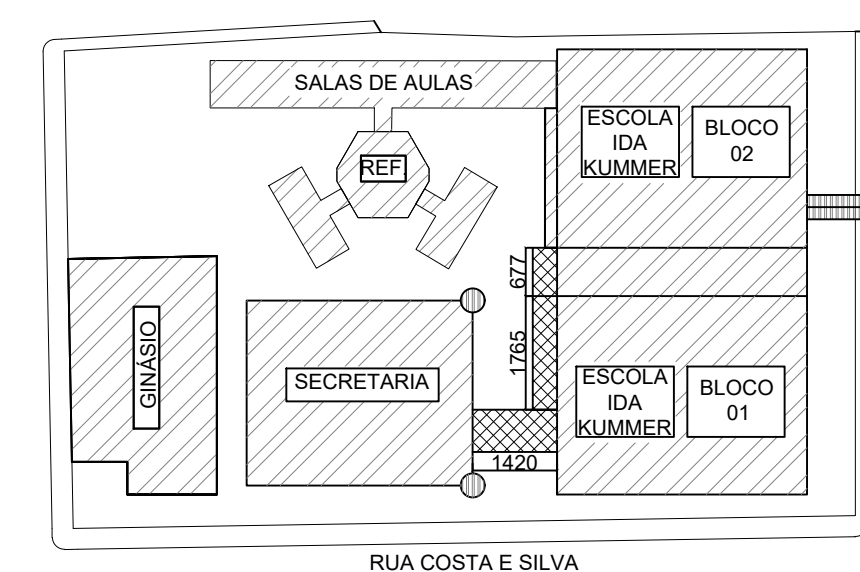 SALAS DE AULAS
ESCOLA
IDA
KUMMER
BLOCO
02
REF.
677
1765
GINÁSIO
SECRETARIA
ESCOLA
IDA
KUMMER
BLOCO
01
1420
RUA COSTA E SILVA